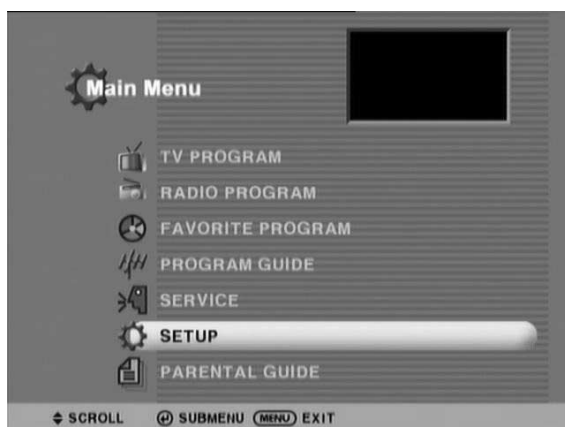 Main Menu
TV PROGRAM
RADIO PROGRAM
FAVORITE PROGRAM
PROGRAM GUIDE
SERVICE
SETUP
PARENTAL GUIDE
SCROLL SUBMENU MENU EXIT